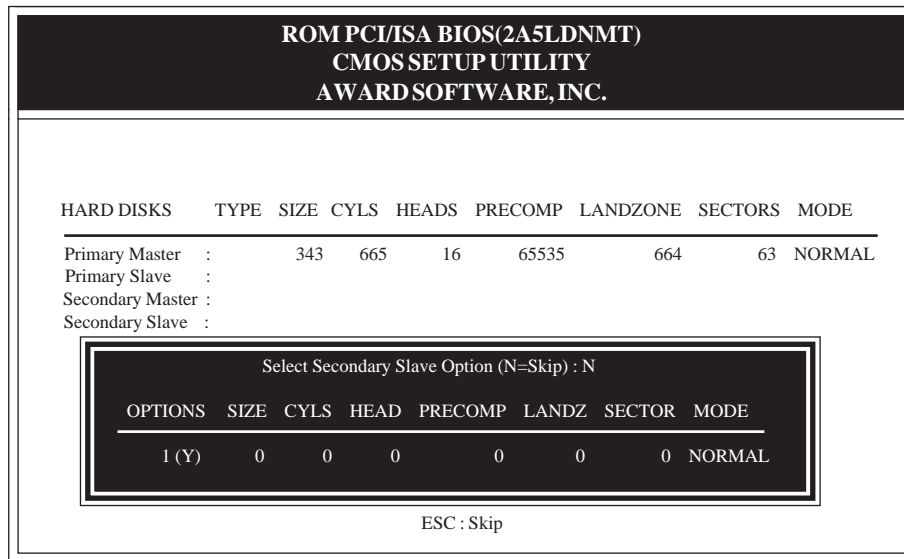 ROM PCI/ISA BIOS(2A5LDNMT)
CMOS SETUP UTILITY
AWARD SOFTWARE, INC.
HARD DISKS TYPE SIZE CYLS HEADS PRECOMP LANDZONE SECTORS MODE
Primary Master : 343 665 16 65535 664 63 NORMAL
Primary Slave :
Secondary Master :
Secondary Slave :
Select Secondary Slave Option (N=Skip) : N
OPTIONS SIZE CYLS HEAD PRECOMP LANDZ SECTOR MODE
1 (Y) 0 0 0 0 0 0 NORMAL
ESC : Skip